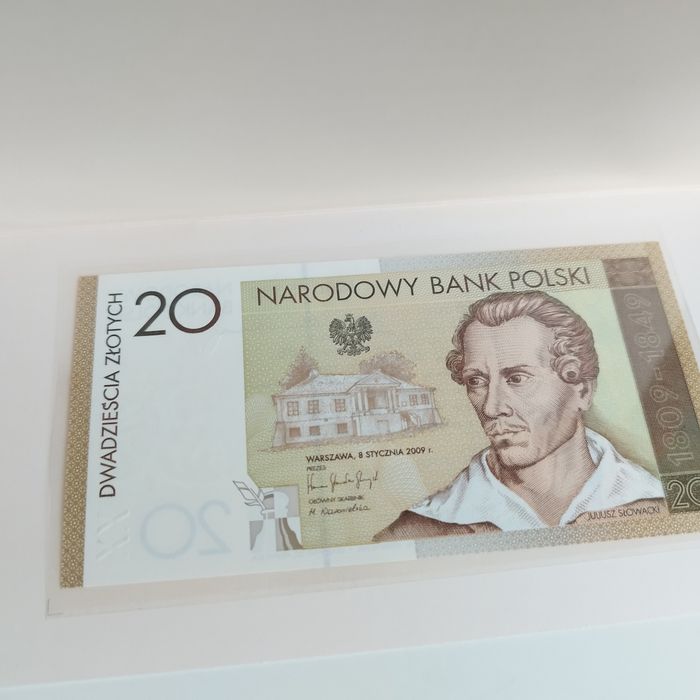 DWADZIEŚCIA ZŁOTYCH
20
NARODOWY BANK POLSKI
WARSZAWA, 8 STYCZNIA 2009 r.
PREZES
GŁÓWNY SKARBNIK
JULIUSZ SŁOWACKI
1809-1849
20